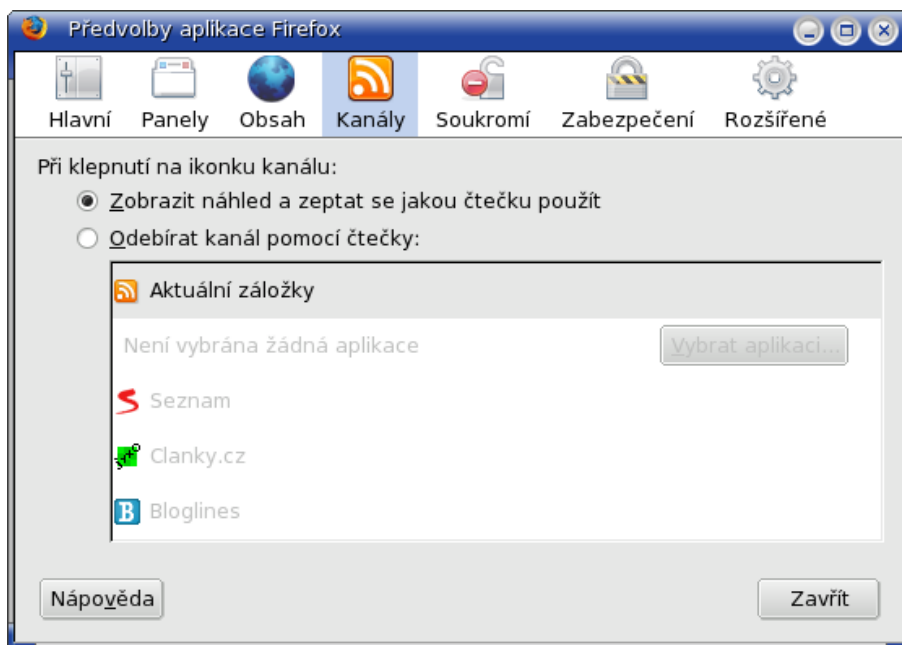 Předvolby aplikace Firefox
Hlavní Panely Obsah Kanály Soukromí Zabezpečení Rozšířené
Při klepnutí na ikonku kanálu:
Zobrazit náhled a zeptat se jakou čtečku použít
Odebírat kanál pomocí čtečky:
Aktuální záložky
Není vybrána žádná aplikace Vybrat aplikaci...
Seznam
Clanky.cz
Bloglines
Nápověda Zavřít